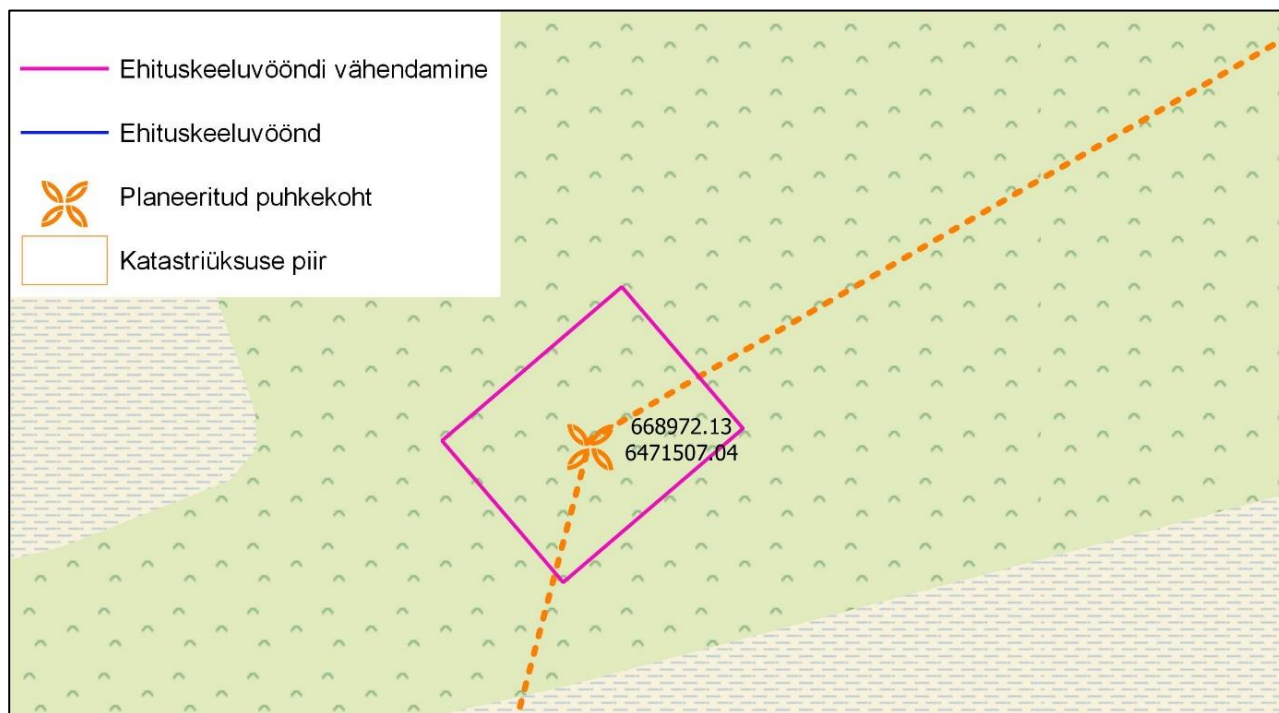 Ehituskeeluvööndi vähendamine
Ehituskeeluvöönd
Planeeritud puhkekoht
Katastriüksuse piir
668972.13
6471507.04